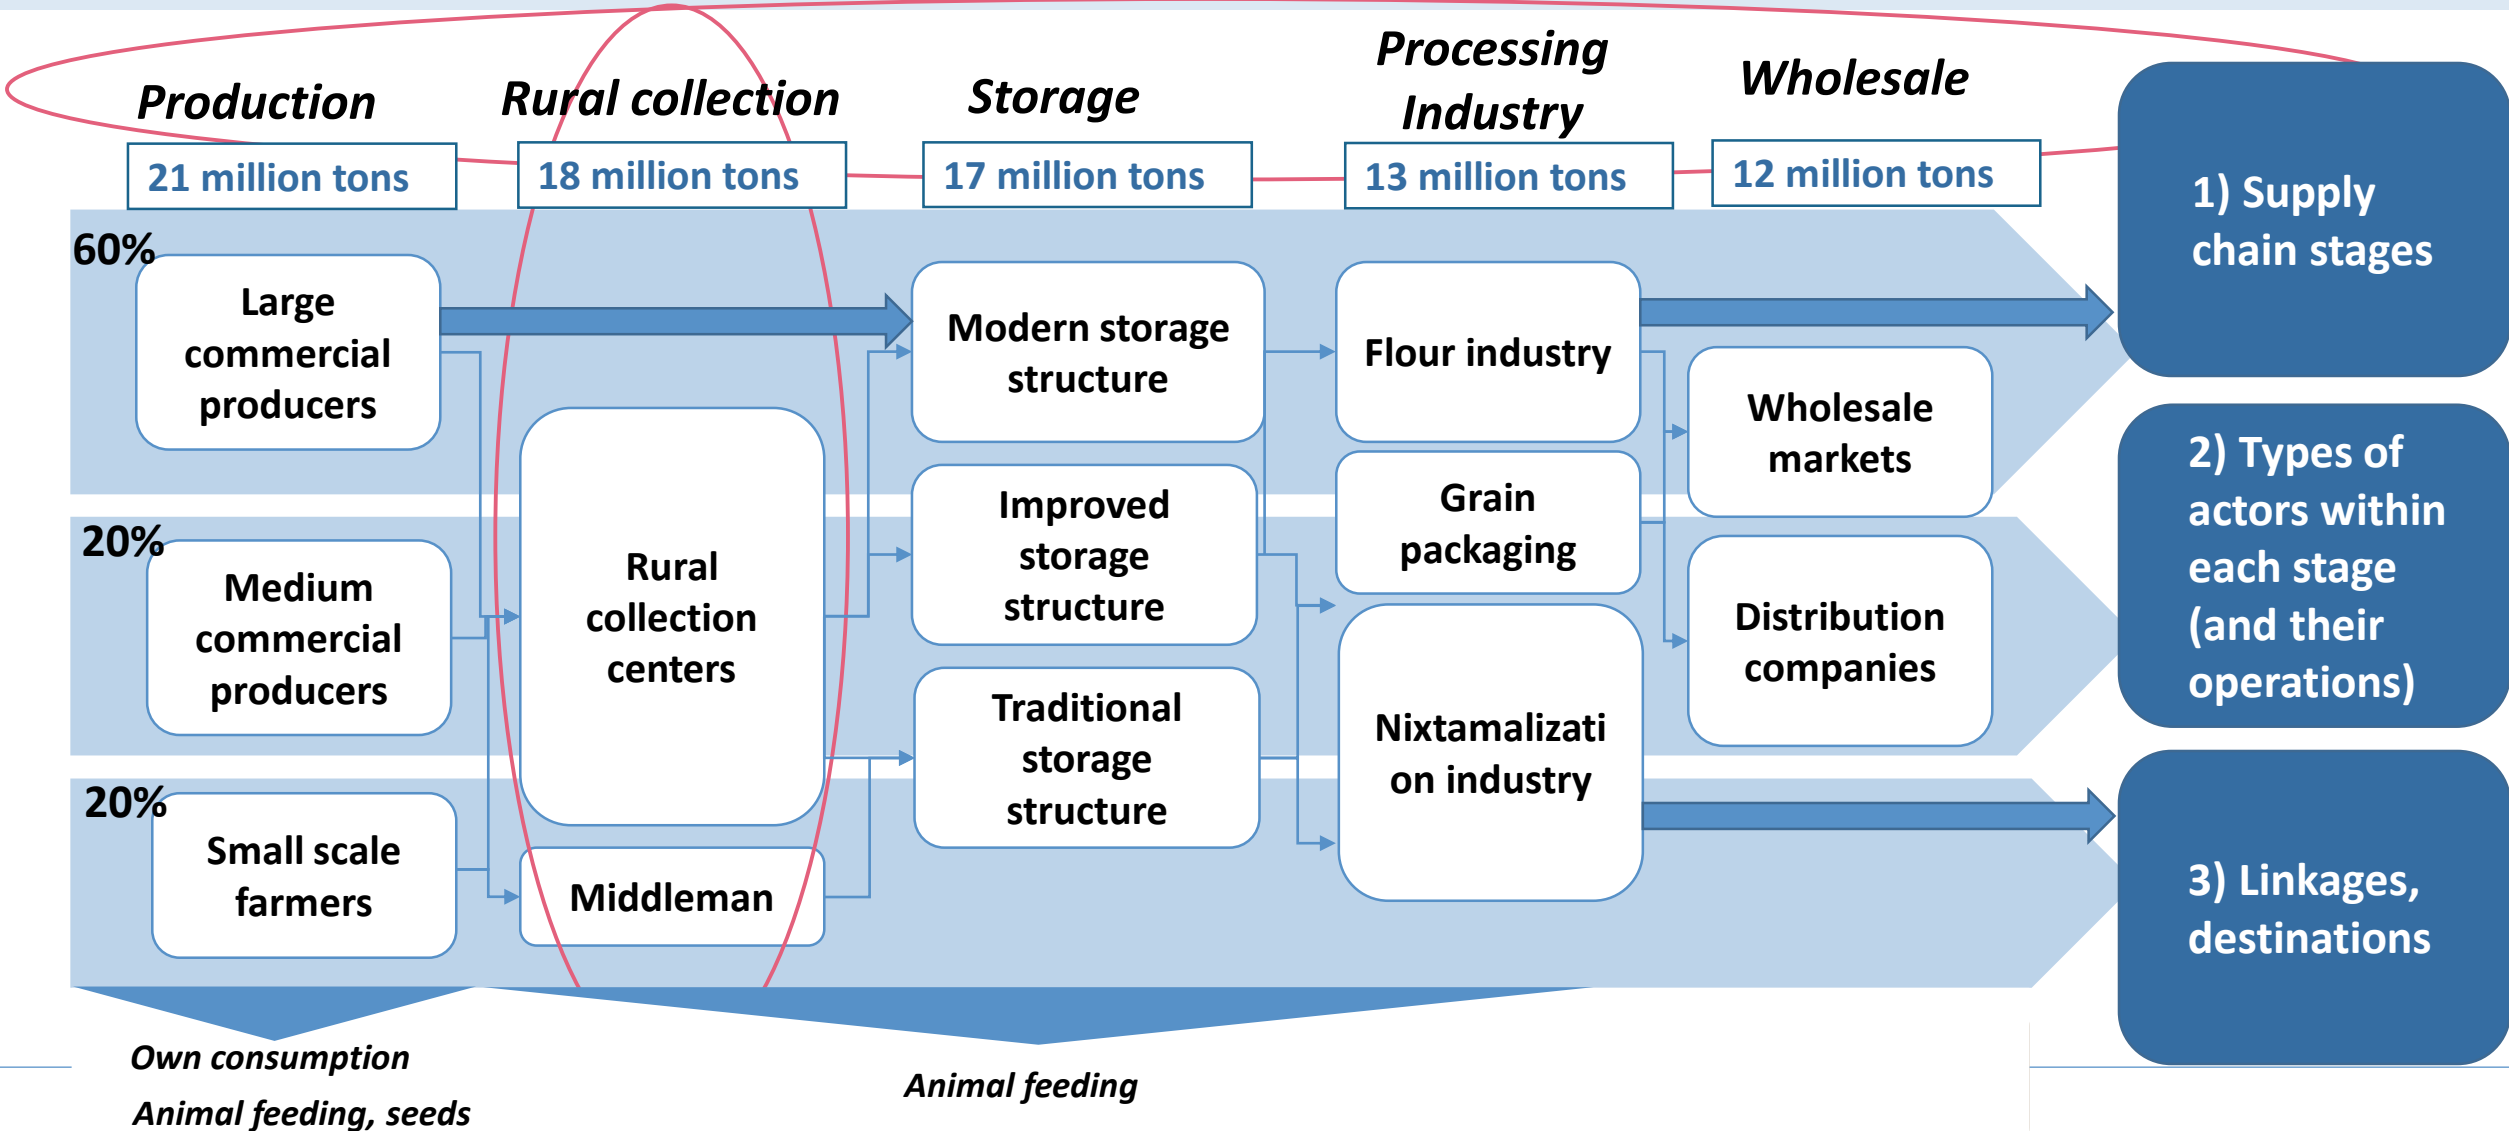 Production
Rural collection
Storage
Processing
Industry
Wholesale
21 million tons
18 million tons
17 million tons
13 million tons
12 million tons
60%
Large
commercial
producers
20%
Medium
commercial
producers
20%
Small scale
farmers
Rural
collection
centers
Middleman
Modern storage
structure
Improved
storage
structure
Traditional
storage
structure
Flour industry
Grain
packaging
Nixtamalizati
on industry
Wholesale
markets
Distribution
companies
1) Supply
chain stages
2) Types of
actors within
each stage
(and their
operations)
3) Linkages,
destinations
Own consumption
Animal feeding, seeds
Animal feeding